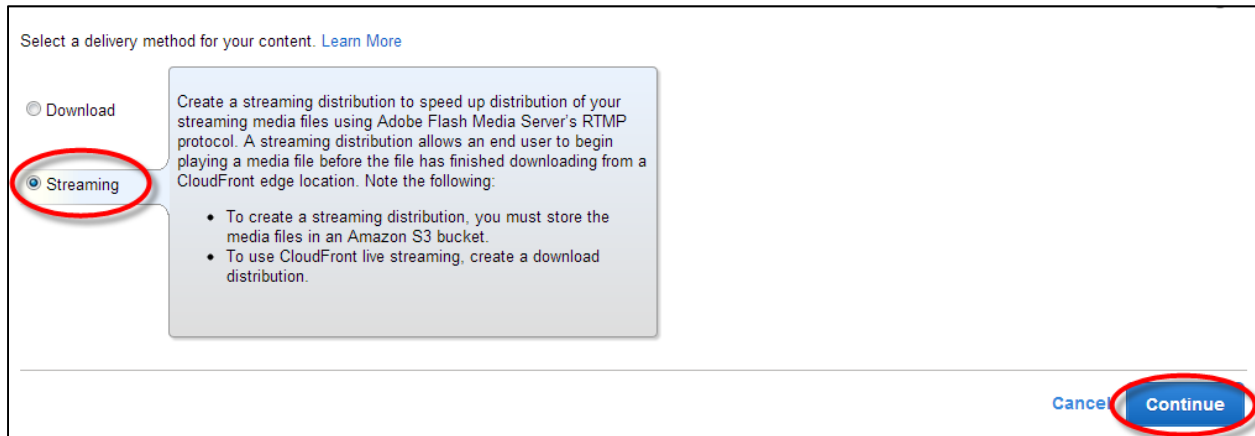 Select a delivery method for your content. Learn More
Download
Create a streaming distribution to speed up distribution of your
streaming media files using Adobe Flash Media Server's RTMP
protocol. A streaming distribution allows an end user to begin
playing a media file before the file has finished downloading from a
CloudFront edge location. Note the following:
Streaming
• To create a streaming distribution, you must store the
media files in an Amazon S3 bucket.
• To use CloudFront live streaming, create a download
distribution.
Cancel Continue